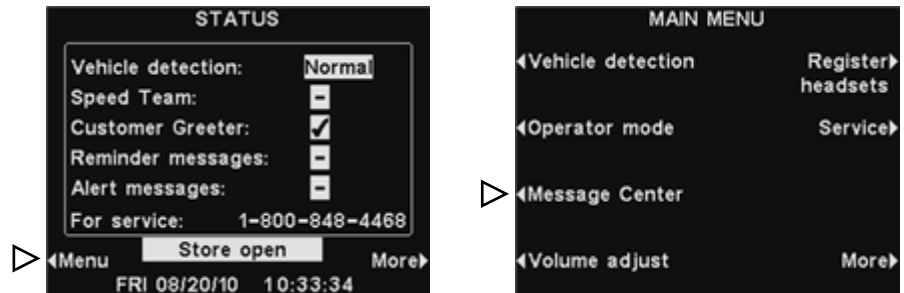 STATUS
Vehicle detection: Normal
Speed Team: -
Customer Greeter: ✓
Reminder messages: -
Alert messages: -
For service: 1-800-848-4468
Store open
Menu More
FRI 08/20/10 10:33:34
MAIN MENU
Vehicle detection Register
headsets
Operator mode Service
Message Center
Volume adjust More